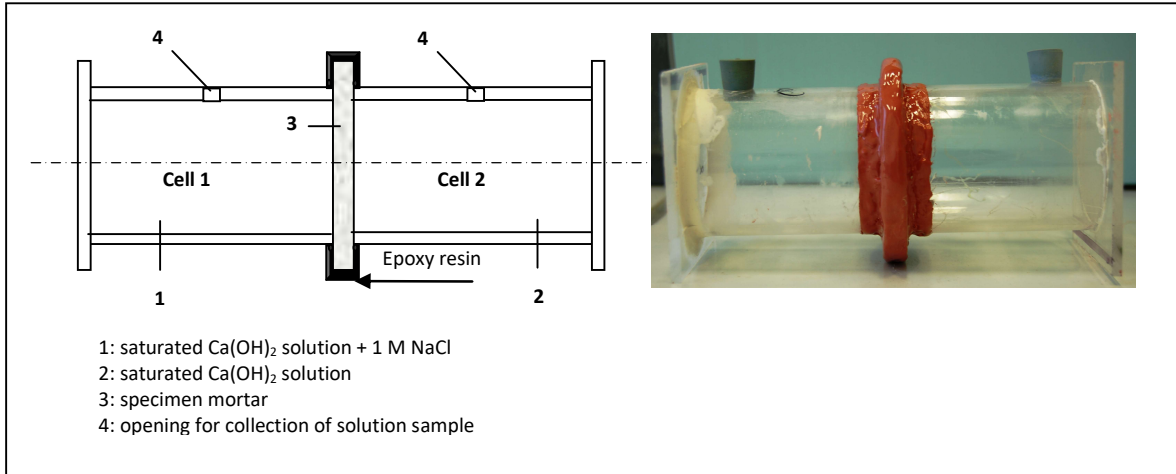 4
4
3
Cell 1
Cell 2
Epoxy resin
1
2
1: saturated Ca(OH)₂ solution + 1 M NaCl
2: saturated Ca(OH)₂ solution
3: specimen mortar
4: opening for collection of solution sample